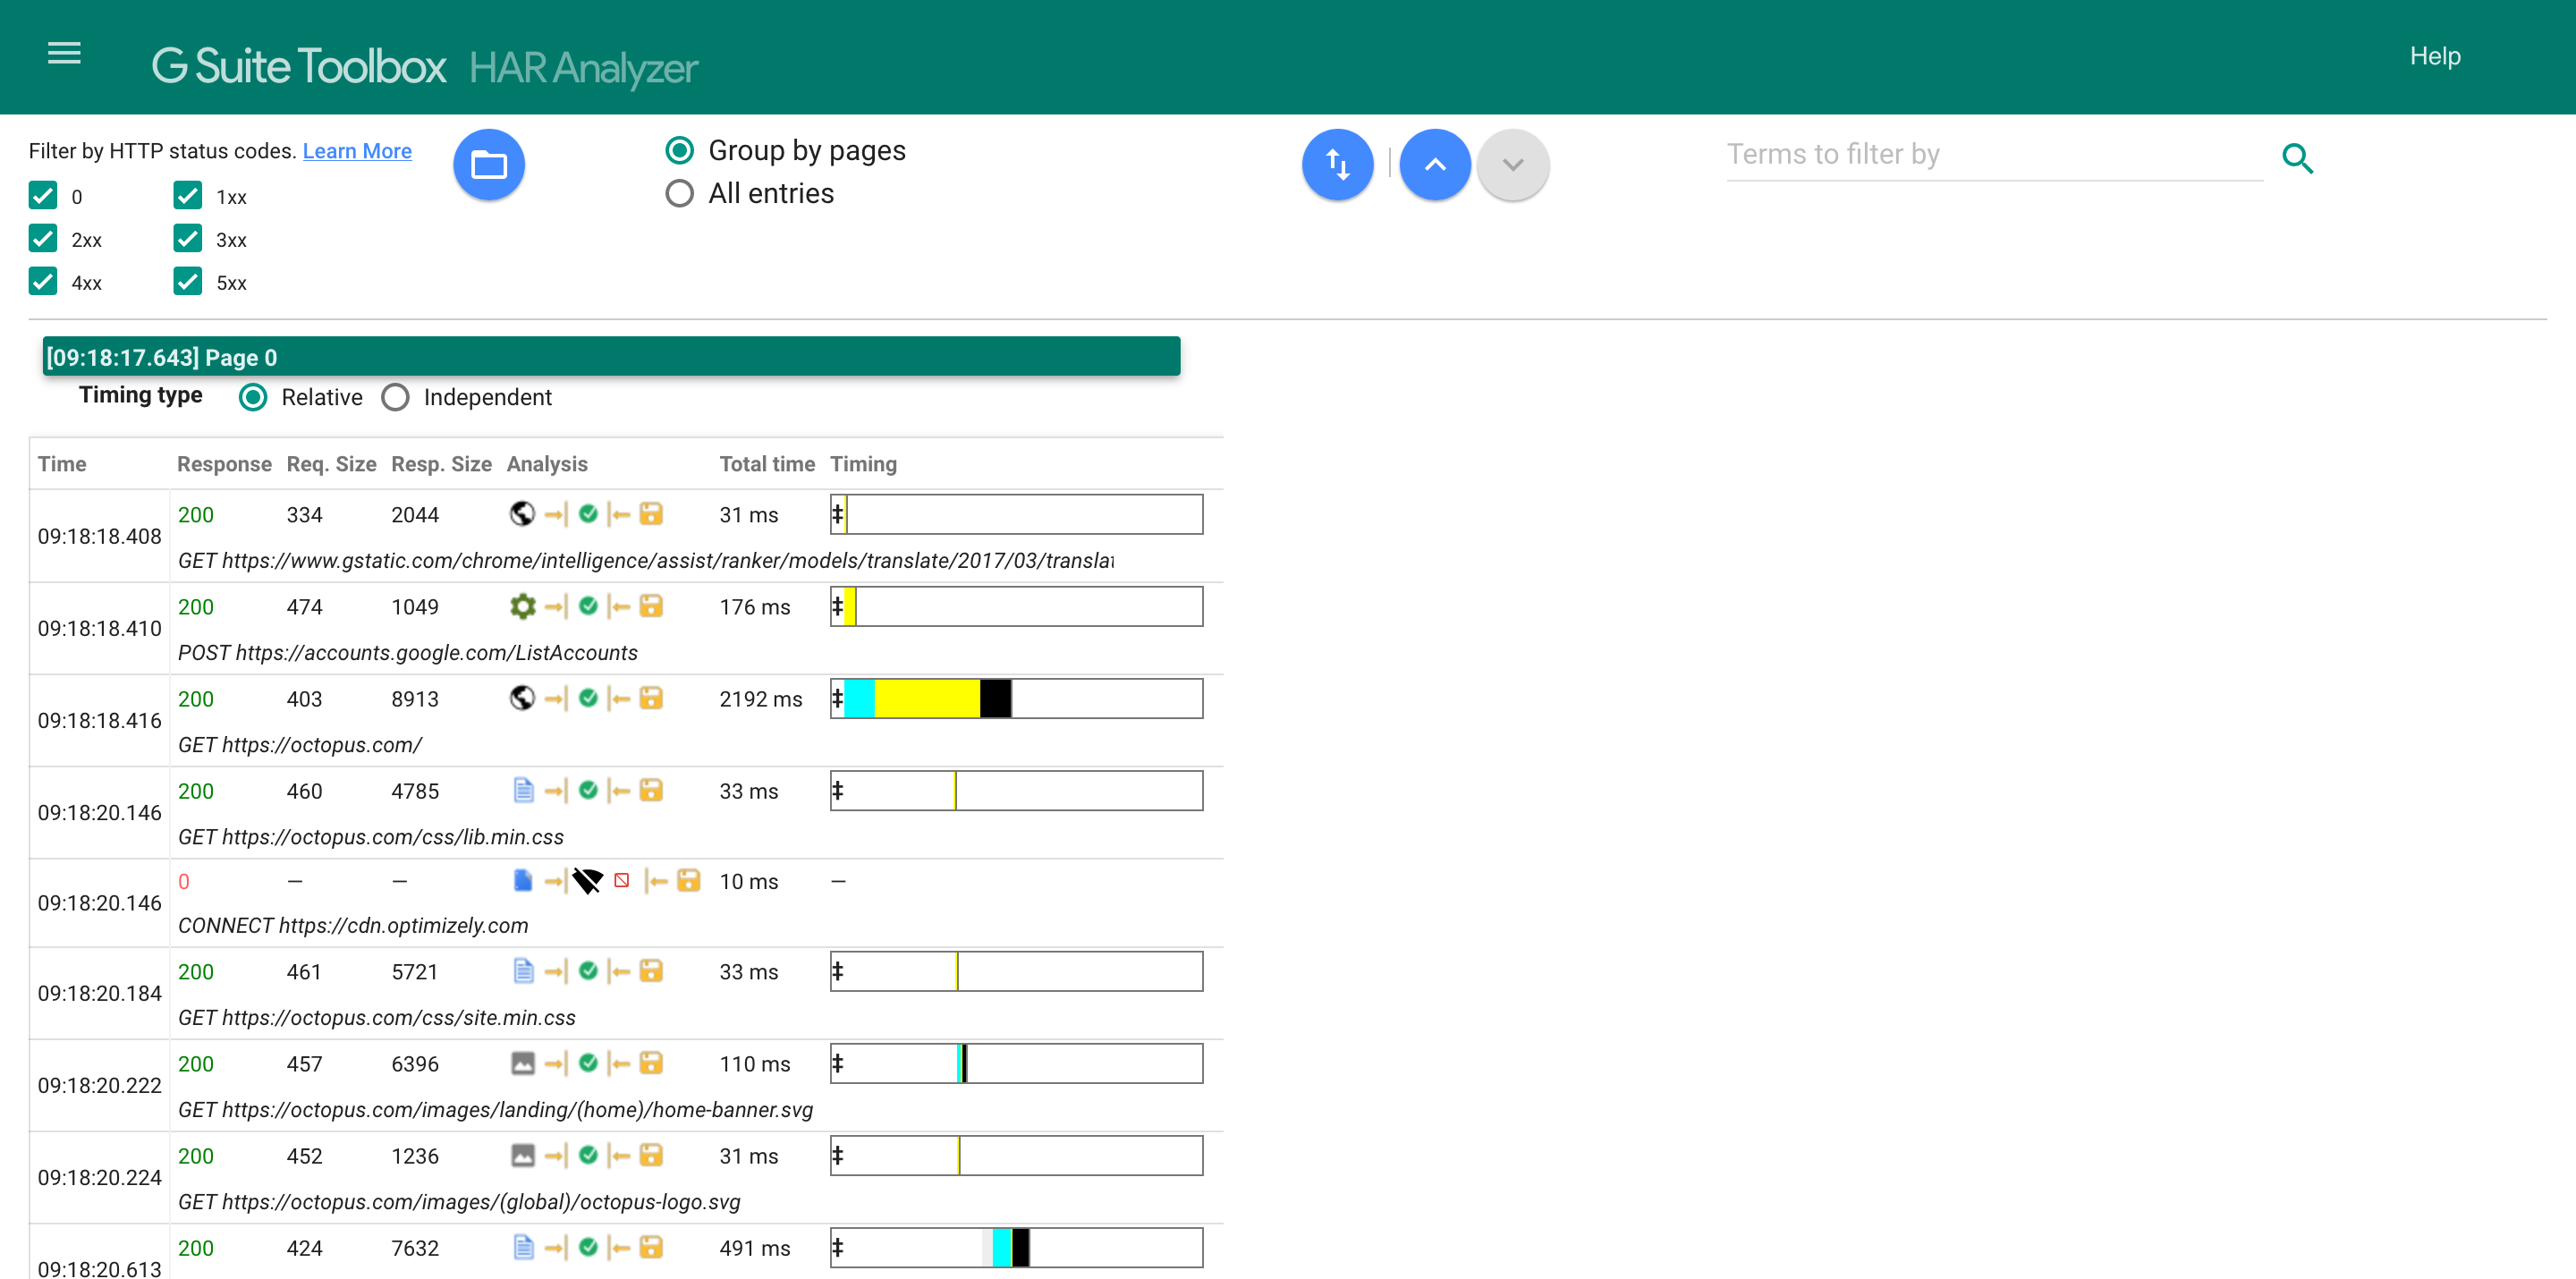 G Suite Toolbox HAR Analyzer
Help
Filter by HTTP status codes. Learn More
0 1xx
2xx 3xx
4xx 5xx
Group by pages
All entries
Terms to filter by
[09:18:17.643] Page 0
Timing type Relative Independent
Time Response Req. Size Resp. Size Analysis Total time Timing
09:18:18.408 200 334 2044 31 ms ‡
GET https://www.gstatic.com/chrome/intelligence/assist/ranker/models/translate/2017/03/translat
09:18:18.410 200 474 1049 176 ms ‡
POST https://accounts.google.com/ListAccounts
09:18:18.416 200 403 8913 2192 ms ‡
GET https://octopus.com/
09:18:20.146 200 460 4785 33 ms ‡
GET https://octopus.com/css/lib.min.css
09:18:20.146 0 — — 10 ms —
CONNECT https://cdn.optimizely.com
09:18:20.184 200 461 5721 33 ms ‡
GET https://octopus.com/css/site.min.css
09:18:20.222 200 457 6396 110 ms ‡
GET https://octopus.com/images/landing/(home)/home-banner.svg
09:18:20.224 200 452 1236 31 ms ‡
GET https://octopus.com/images/(global)/octopus-logo.svg
09:18:20.613 200 424 7632 491 ms ‡